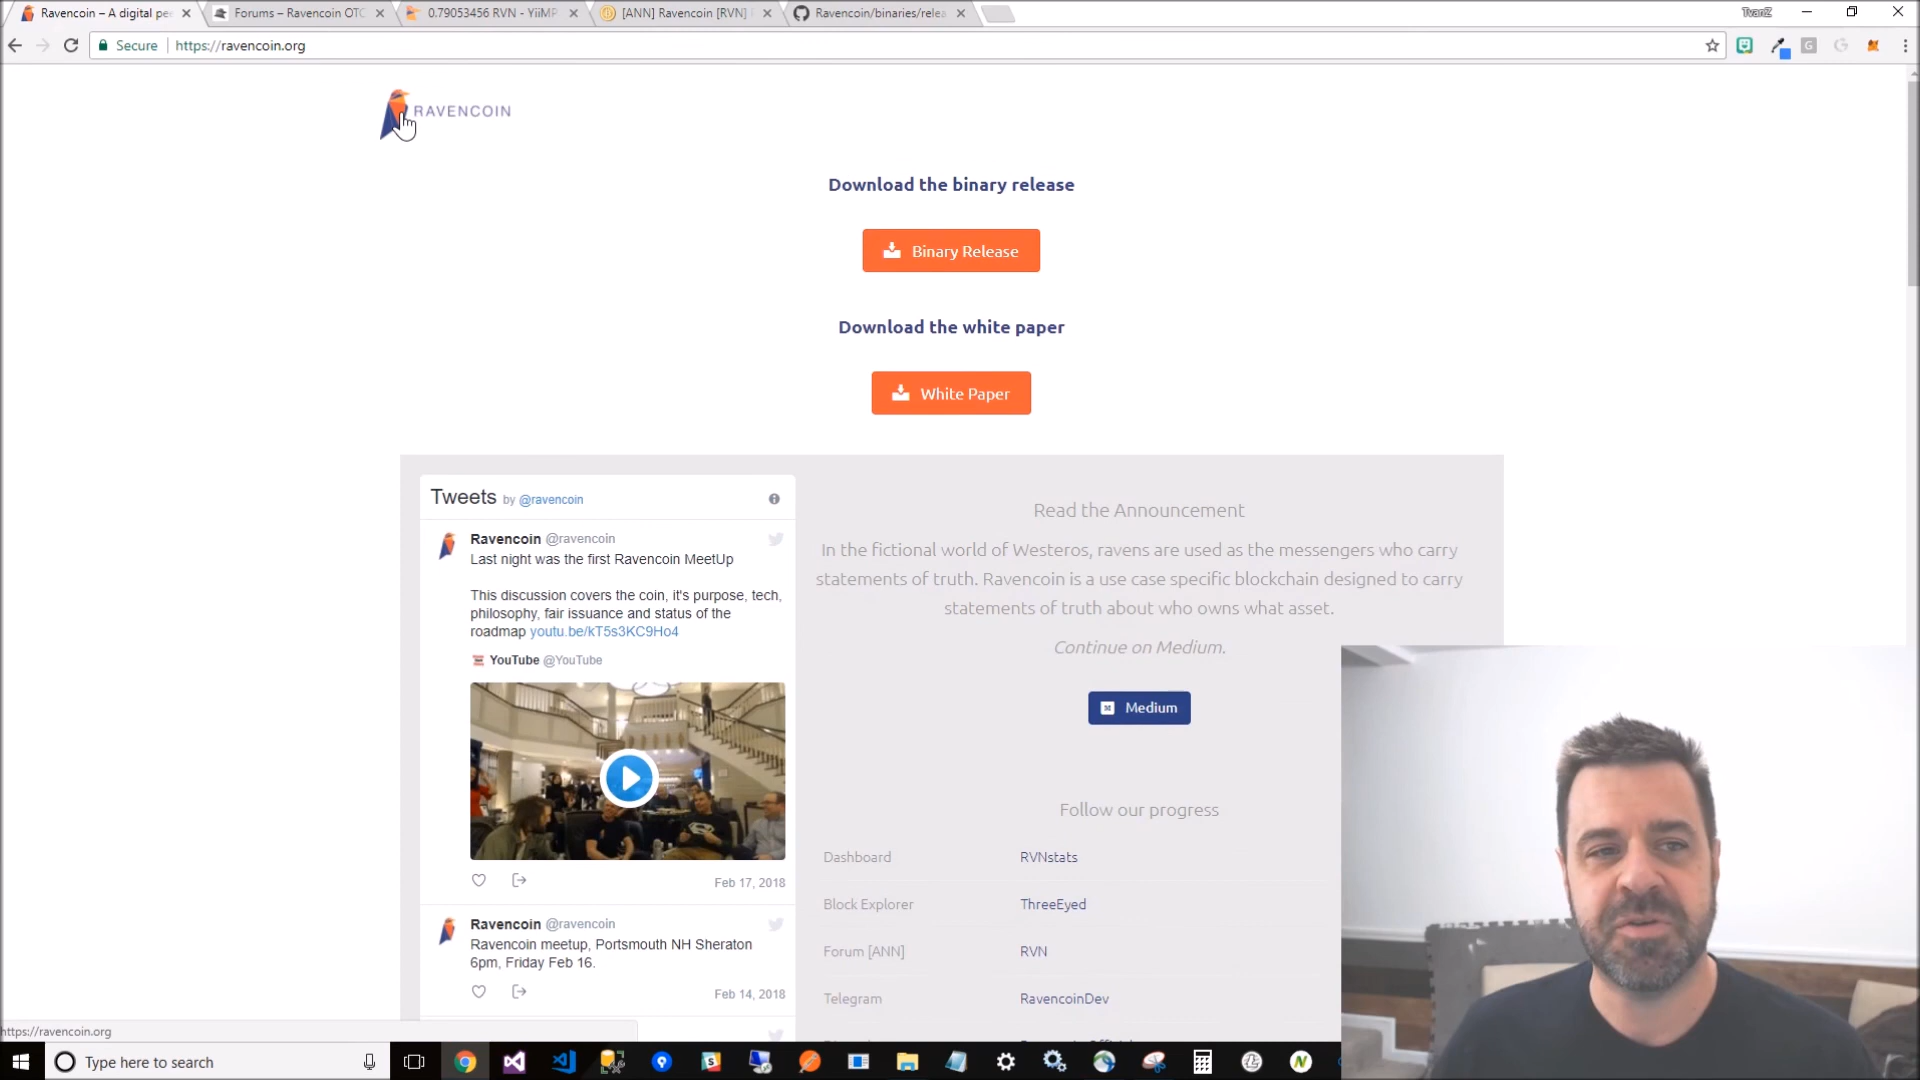 Ravencoin – A digital pee
Forums – Ravencoin OTC
0.79053456 RVN - YiiMP
[ANN] Ravencoin [RVN]
Ravencoin/binaries/relea
TvanZ
Secure https://ravencoin.org
RAVENCOIN
Download the binary release
Binary Release
Download the white paper
White Paper
Tweets by @ravencoin
Ravencoin @ravencoin
Last night was the first Ravencoin MeetUp
This discussion covers the coin, it's purpose, tech,
philosophy, fair issuance and status of the
roadmap youtu.be/kT5s3KC9Ho4
YouTube @YouTube
Feb 17, 2018
Ravencoin @ravencoin
Ravencoin meetup, Portsmouth NH Sheraton
6pm, Friday Feb 16.
Feb 14, 2018
Read the Announcement
In the fictional world of Westeros, ravens are used as the messengers who carry
statements of truth. Ravencoin is a use case specific blockchain designed to carry
statements of truth about who owns what asset.
Continue on Medium.
Medium
Follow our progress
Dashboard RVNstats
Block Explorer ThreeEyed
Forum [ANN] RVN
Telegram RavencoinDev
https://ravencoin.org
Type here to search